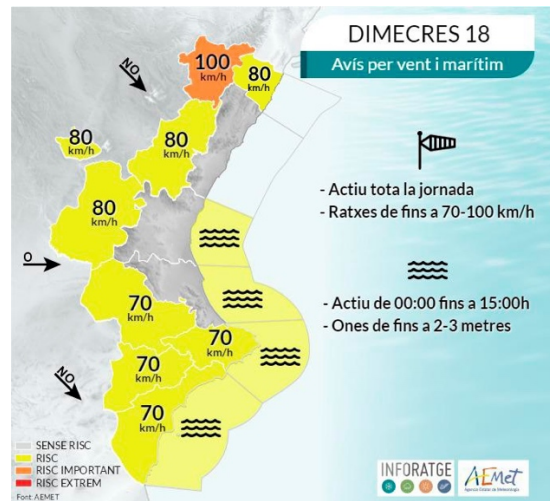 DIMECRES 18
Avís per vent i marítim
NO
100
km/h
80
km/h
80
km/h
80
km/h
80
km/h
- Actiu tota la jornada
- Ratxes de fins a 70-100 km/h
O
70
km/h
70
km/h
70
km/h
70
km/h
NO
- Actiu de 00:00 fins a 15:00h
- Ones de fins a 2-3 metres
SENSE RISC
RISC
RISC IMPORTANT
RISC EXTREM
Font: AEMET
INFORATGE
AEMet
Agencia Estatal de Meteorología